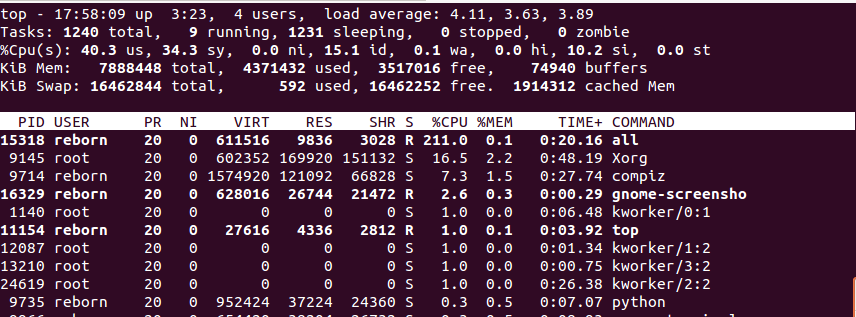 top - 17:58:09 up  3:23,  4 users,  load average: 4.11, 3.63, 3.89
Tasks: 1240 total,   9 running, 1231 sleeping,   0 stopped,   0 zombie
%Cpu(s): 40.3 us, 34.3 sy,  0.0 ni, 15.1 id,  0.1 wa,  0.0 hi, 10.2 si,  0.0 st
KiB Mem:   7888448 total,  4371432 used,  3517016 free,    74940 buffers
KiB Swap: 16462844 total,      592 used, 16462252 free.  1914312 cached Mem
  PID USER      PR  NI    VIRT    RES    SHR S  %CPU %MEM     TIME+ COMMAND
15318 reborn    20   0  611516   9836   3028 R 211.0  0.1   0:20.16 all
 9145 root      20   0  602352 169920 151132 S  16.5  2.2   0:48.19 Xorg
 9714 reborn    20   0 1574920 121092  66828 S   7.3  1.5   0:27.74 compiz
16329 reborn    20   0  628016  26744  21472 R   2.6  0.3   0:00.29 gnome-screensho
 1140 root      20   0       0      0      0 S   1.0  0.0   0:06.48 kworker/0:1
11154 reborn    20   0   27616   4336   2812 R   1.0  0.1   0:03.92 top
12087 root      20   0       0      0      0 S   1.0  0.0   0:01.34 kworker/1:2
13210 root      20   0       0      0      0 S   1.0  0.0   0:00.75 kworker/3:2
24619 root      20   0       0      0      0 S   1.0  0.0   0:26.38 kworker/2:2
 9735 reborn    20   0  952424  37224  24360 S   0.3  0.5   0:07.07 python